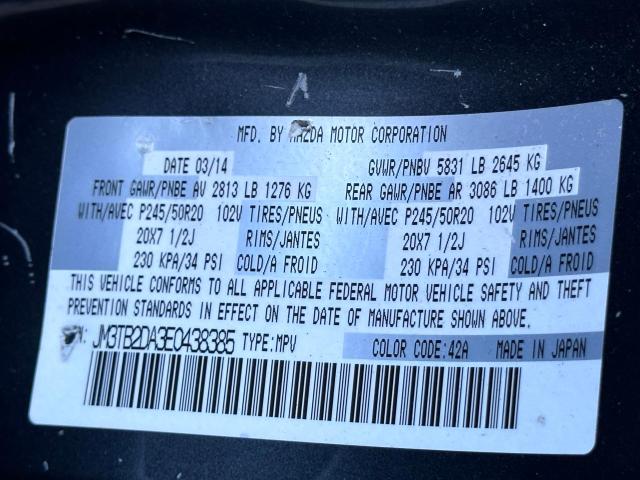 MFD. BY MAZDA MOTOR CORPORATION
DATE 03/14 GVWR/PNBV 5831 LB 2645 KG
FRONT GAWR/PNBE AV 2813 LB 1276 KG REAR GAWR/PNBE AR 3086 LB 1400 KG
WITH/AVEC P245/50R20 102V TIRES/PNEUS WITH/AVEC P245/50R20 102V TIRES/PNEUS
20X7 1/2J RIMS/JANTES 20X7 1/2J RIMS/JANTES
230 KPA/34 PSI COLD/A FROID 230 KPA/34 PSI COLD/A FROID
THIS VEHICLE CONFORMS TO ALL APPLICABLE FEDERAL MOTOR VEHICLE SAFETY AND THEFT
PREVENTION STANDARDS IN EFFECT ON THE DATE OF MANUFACTURE SHOWN ABOVE.
JM3TB2DA3E0438385 TYPE:MPV COLOR CODE:42A MADE IN JAPAN